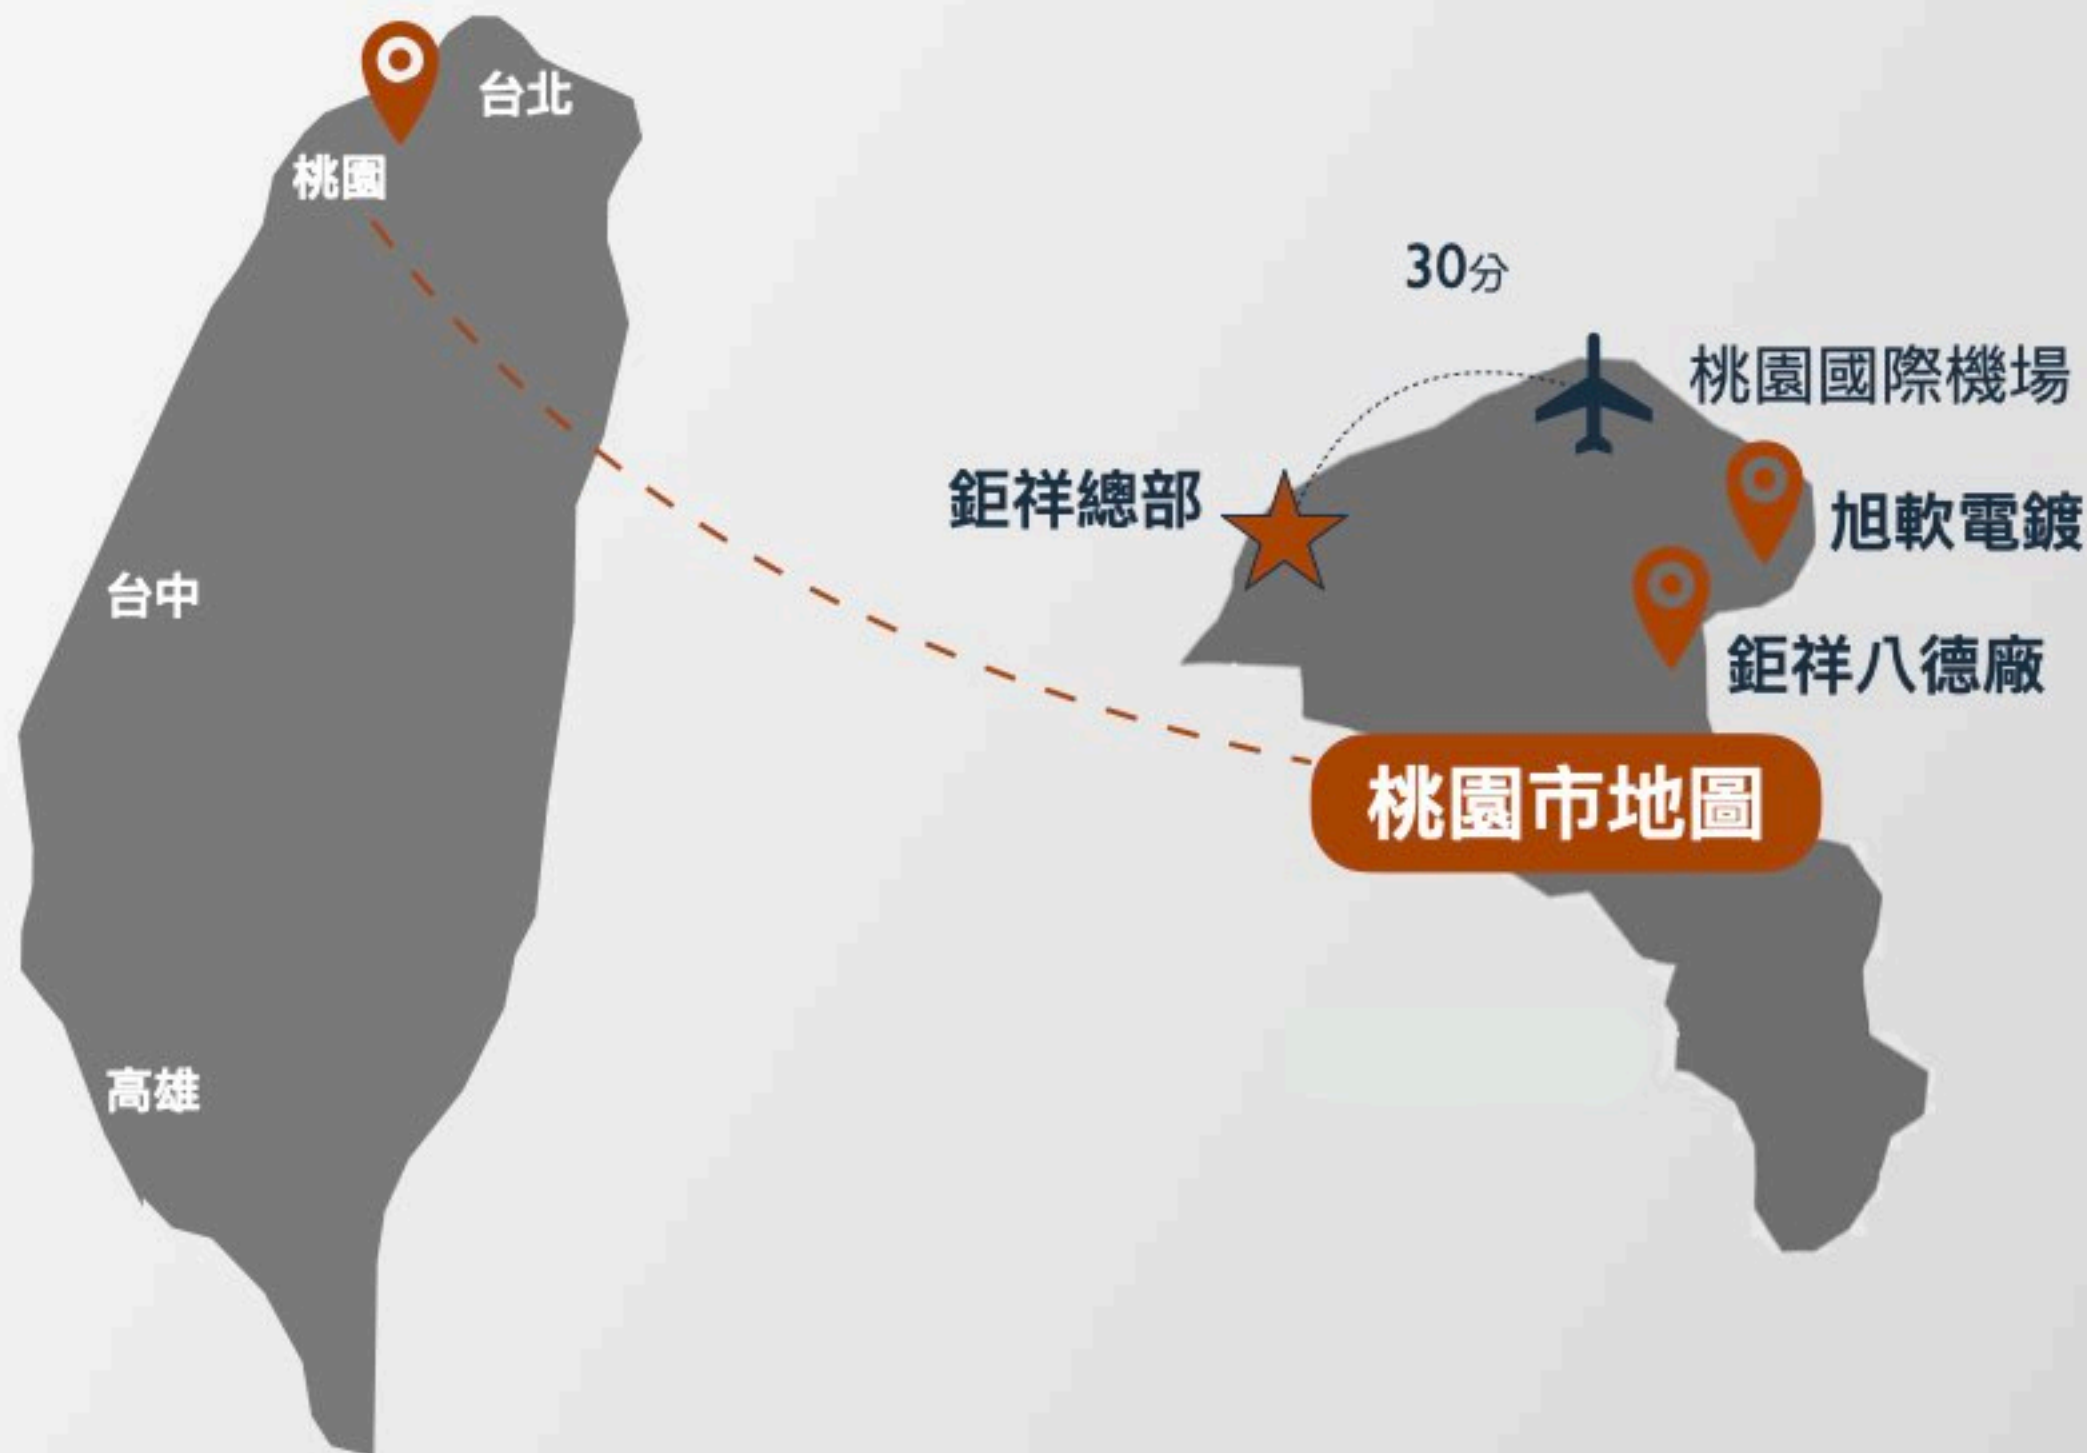 台北
桃園
台中
高雄
30分
桃園國際機場
鉅祥總部
旭軟電鍍
鉅祥八德廠
桃園市地圖